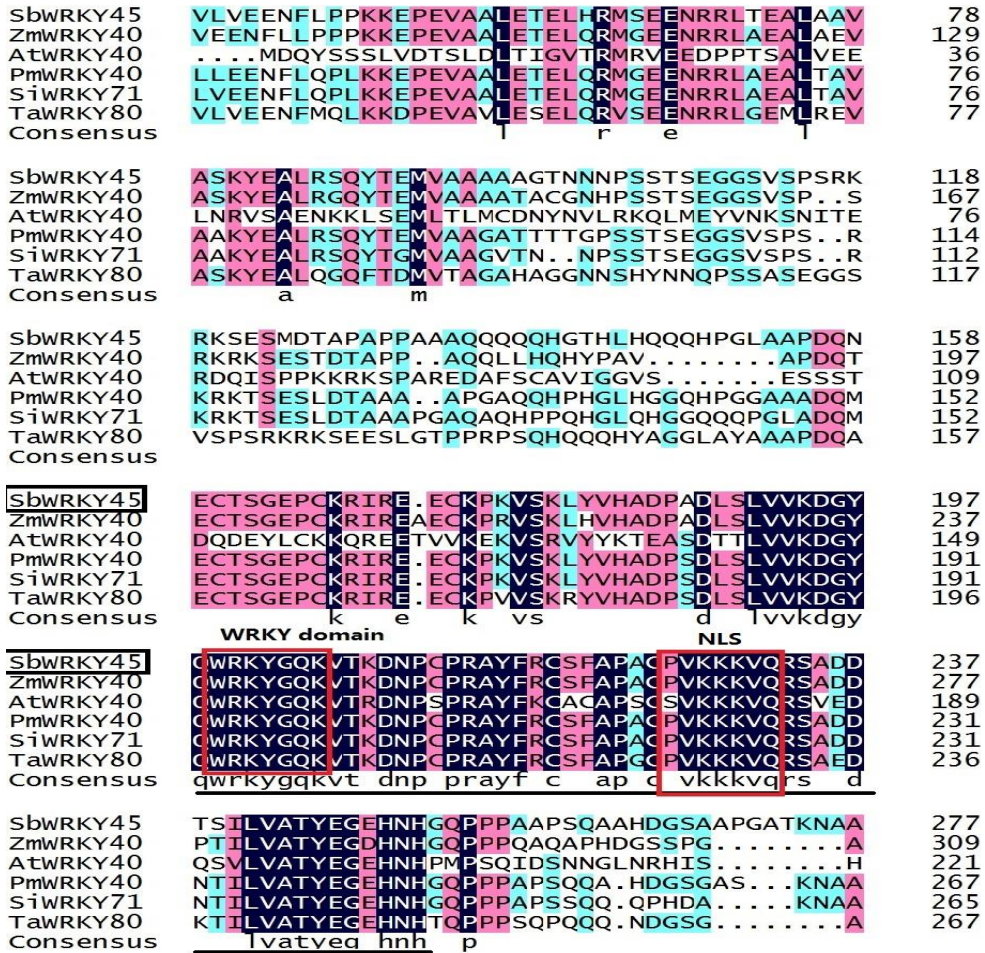 SbWRKY45 VLVEENFLPPKKEPEVAALETELHRMSEENRRLTEALAAV 78
ZmWRKY40 VEENFLLPPPKKEPEVAALETELQRMGEENRRLAEALAEV 129
AtWRKY40 ....MDQYSSSLVDTSLDLTIGVTRMRVEEDPPTSALVEE 36
PmWRKY40 LLEENFLQPLKKEPEVAALETELQRMGEENRRLAEALTAV 76
SiWRKY71 LVEENFLQPLKKEPEVAALETELQRMGEENRRLAEALTAV 76
TaWRKY80 VLVEENFMQLKKDPEVAVLESELQRVSEENRRLGEMLREV 77
Consensus l r e l
SbWRKY45 ASKYEALRSQYTEMVAAAAAGTNNNPSSTSEGGSVSPSRK 118
ZmWRKY40 ASKYEALRGQYTEMVAAAATACGNHPSSTSEGGSVSP..S 167
AtWRKY40 LNRVSAENKKLSEMLTLMCDNYNVLRKQLMEYVNKSNITE 76
PmWRKY40 AAKYEALRSQYTEMVAAGATTTTGPSSTSEGGSVSPS..R 114
SiWRKY71 AAKYEALRSQYTGMVAAGVTN..NPSSTSEGGSVSPS..R 112
TaWRKY80 ASKYEALQGQFTDMVTAGAHAGGNNSHYNNQPSSASEGGS 117
Consensus a m
SbWRKY45 RKSESMDTAPAPPAAAQQQQQHGTHLHQQQHPGLAAPDQN 158
ZmWRKY40 RKRKSESTDTAPP..AQQLLHQHYPAV........APDQT 197
AtWRKY40 RDQISPPKKRKSPAREDAFSCAVIGGVS.......ESSST 109
PmWRKY40 KRKTSESLDTAAA.APGAQQHPHGLHGGQHPGGAAADQM 152
SiWRKY71 KRKTSESLDTAAAPGAQAQHPPQHGLQHGGQQQPGLADQM 152
TaWRKY80 VSPSRKRKSEESLGTPPRPSQHQQQHYAGGLAYAAAPDQA 157
Consensus
SbWRKY45 ECTSGEPCKRIRE.ECKPKVSKLYVHADPADLSLVVKDGY 197
ZmWRKY40 ECTSGEPCKRIREAECKPRVSKLHVHADPADLSLVVKDGY 237
AtWRKY40 DQDEYLCKKQREETVVKEKVSRVYYKTEASDTTLVVKDGY 149
PmWRKY40 ECTSGEPCKRIRE.ECKPKVSKLYVHADPSDLSLVVKDGY 191
SiWRKY71 ECTSGEPCKRIRE.ECKPKVSKLYVHADPSDLSLVVKDGY 191
TaWRKY80 ECTSGEPCKRIRE.ECKPVVSKRYVHADPSDLSLVVKDGY 196
Consensus k e k vs d lvvkdgy
WRKY domain NLS
SbWRKY45 QWRKYGQKVTKDNPCPRAYFRCSFAPACPVKKKVQRSADD 237
ZmWRKY40 QWRKYGQKVTKDNPCPRAYFRCSFAPACPVKKKVQRSADD 277
AtWRKY40 QWRKYGQKVTRDNPSPRAYFKCACAPSCSVKKKVQRSVED 189
PmWRKY40 QWRKYGQKVTKDNPCPRAYFRCSFAPACPVKKKVQRSADD 231
SiWRKY71 QWRKYGQKVTKDNPCPRAYFRCSFAPACPVKKKVQRSADD 231
TaWRKY80 QWRKYGQKVTKDNPCPRAYFRCSFAPGCPVKKKVQRSAED 236
Consensus qwrkygqkvt dnp prayf c ap c vkkkvqrs d
SbWRKY45 TSILVATYEGEHNHGQPPPAAPSQAAHDGSAAPGATKNAA 277
ZmWRKY40 PTILVATYEGDHNHGQPPPQAQAPHDGSSPG........A 309
AtWRKY40 QSVLVATYEGEHNHPMPSQIDSNNGLNRHIS........H 221
PmWRKY40 NTILVATYEGEHNHGQPPPAPSQQA.HDGSGAS...KNAA 267
SiWRKY71 NTILVATYEGEHNHGQPPPAPSSQQ.QPHDA.....KNAA 265
TaWRKY80 KTILVATYEGEHNHTQPPPSQPQQQ.NDGSG........A 267
Consensus lvatyeg hnh p